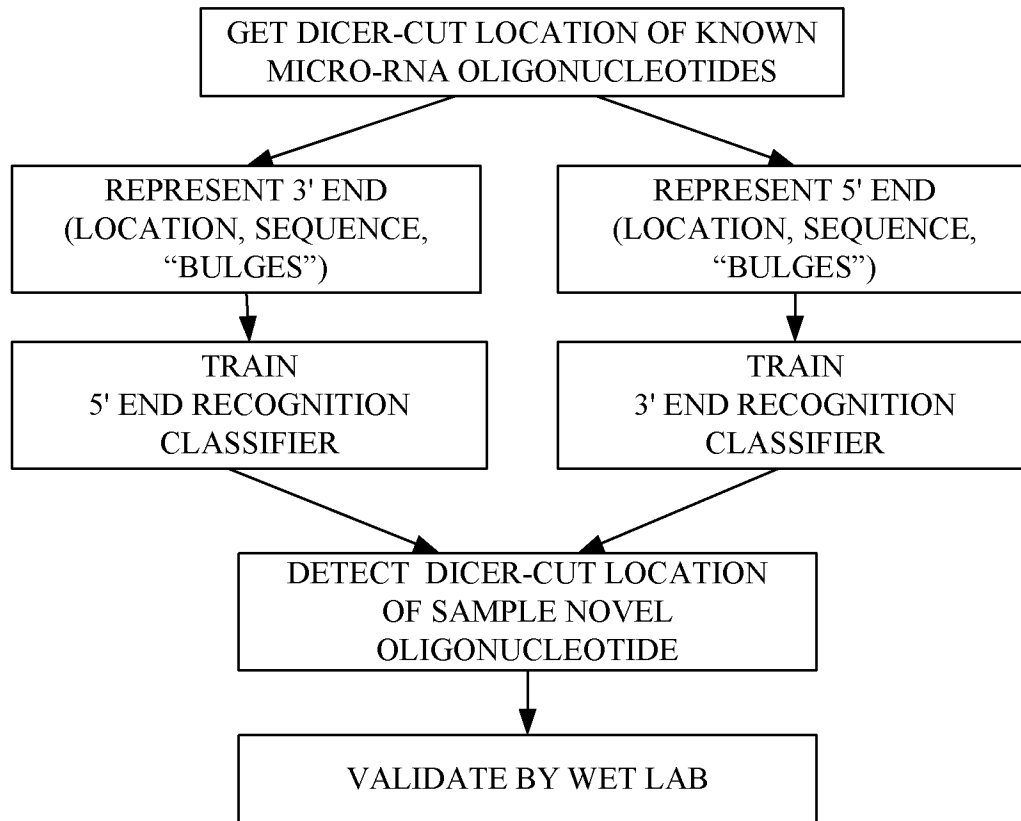 GET DICER-CUT LOCATION OF KNOWN
MICRO-RNA OLIGONUCLEOTIDES
REPRESENT 3' END
(LOCATION, SEQUENCE,
“BULGES”)
REPRESENT 5' END
(LOCATION, SEQUENCE,
“BULGES”)
TRAIN
5' END RECOGNITION
CLASSIFIER
TRAIN
3' END RECOGNITION
CLASSIFIER
DETECT DICER-CUT LOCATION
OF SAMPLE NOVEL
OLIGONUCLEOTIDE
VALIDATE BY WET LAB